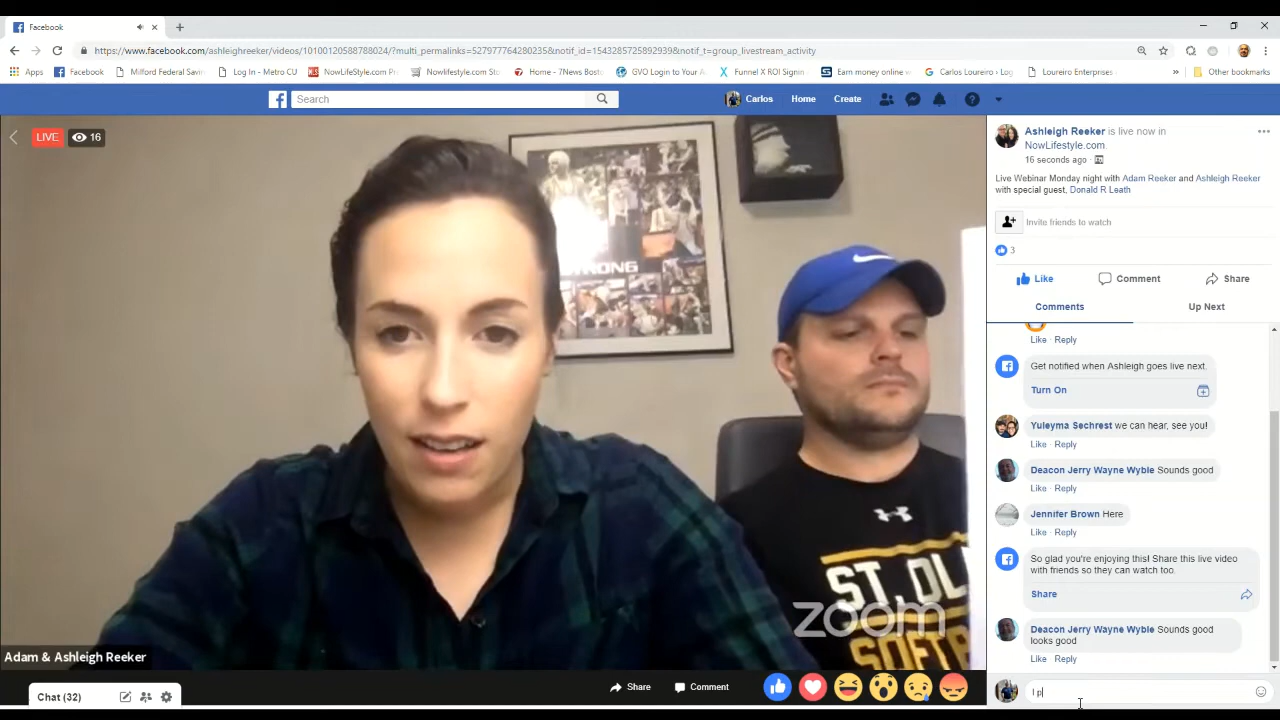 Facebook
https://www.facebook.com/ashleighreeker/videos/10100120588788024/?multi_permalinks=527977764280235&notif_id=1543285725892939&notif_t=group_livestream_activity
Apps Facebook Milford Federal Savi Log In - Metro CU NowLifeStyle.com Pr Nowlifestyle.com Sto Home - 7News Bosto GVO Login to Your A Funnel X ROI Signin Earn money online w Carlos Loureiro › Log Loureiro Enterprises » Other bookmarks
Search
Carlos Home Create
LIVE 16
STRONG
ST. OL
SOFTB
zoom
Adam & Ashleigh Reeker
Chat (32)
Share Comment
Ashleigh Reeker is live now in
NowLifestyle.com.
16 seconds ago ·
Live Webinar Monday night with Adam Reeker and Ashleigh Reeker
with special guest, Donald R Leath
Invite friends to watch
3
Like Comment Share
Comments Up Next
Like · Reply
Get notified when Ashleigh goes live next.
Turn On
Yuleyma Sechrest we can hear, see you!
Like · Reply
Deacon Jerry Wayne Wyble Sounds good
Like · Reply
Jennifer Brown Here
Like · Reply
So glad you're enjoying this! Share this live video
with friends so they can watch too.
Share
Deacon Jerry Wayne Wyble Sounds good
looks good
Like · Reply
I p